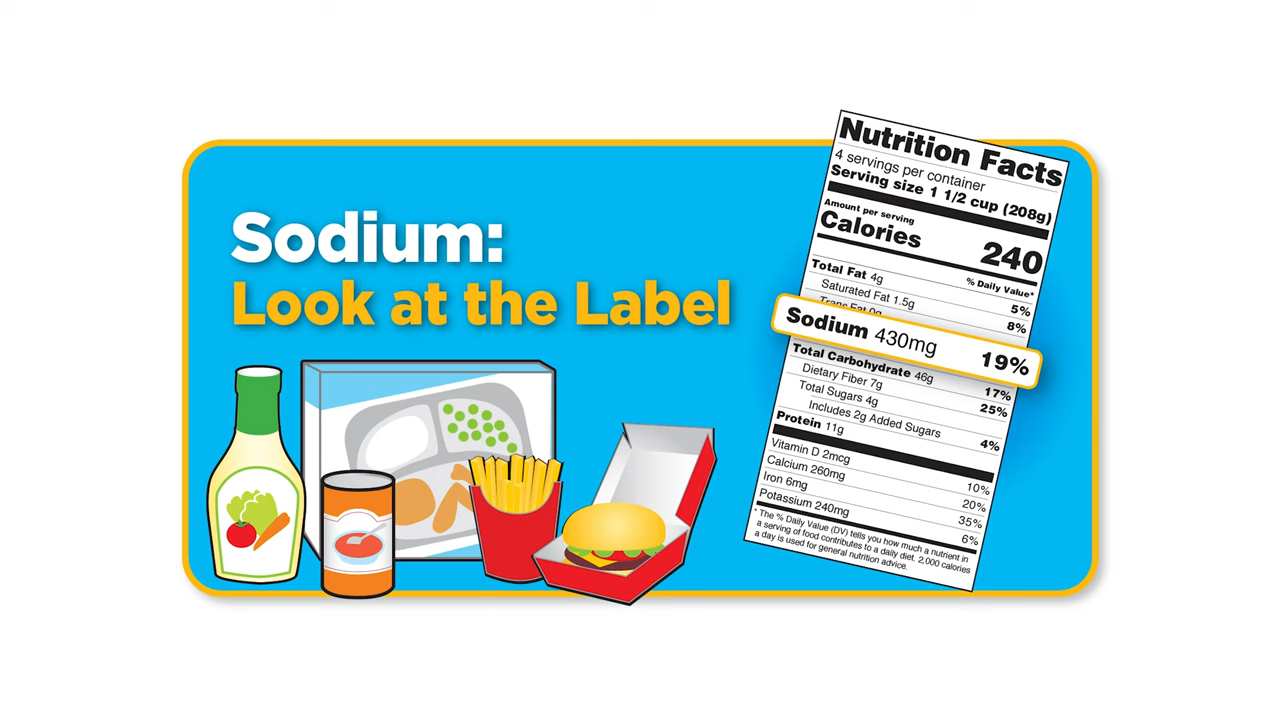 Sodium:
Look at the Label
Nutrition Facts
4 servings per container
Serving size 1 1/2 cup (208g)
Amount per serving
Calories 240
% Daily Value*
Total Fat 4g 5%
Saturated Fat 1.5g 8%
Trans Fat 0g
Sodium 430mg 19%
Total Carbohydrate 46g 17%
Dietary Fiber 7g 25%
Total Sugars 4g
Includes 2g Added Sugars 4%
Protein 11g
Vitamin D 2mcg 10%
Calcium 260mg 20%
Iron 6mg 35%
Potassium 240mg 6%
* The % Daily Value (DV) tells you how much a nutrient in
a serving of food contributes to a daily diet. 2,000 calories
a day is used for general nutrition advice.